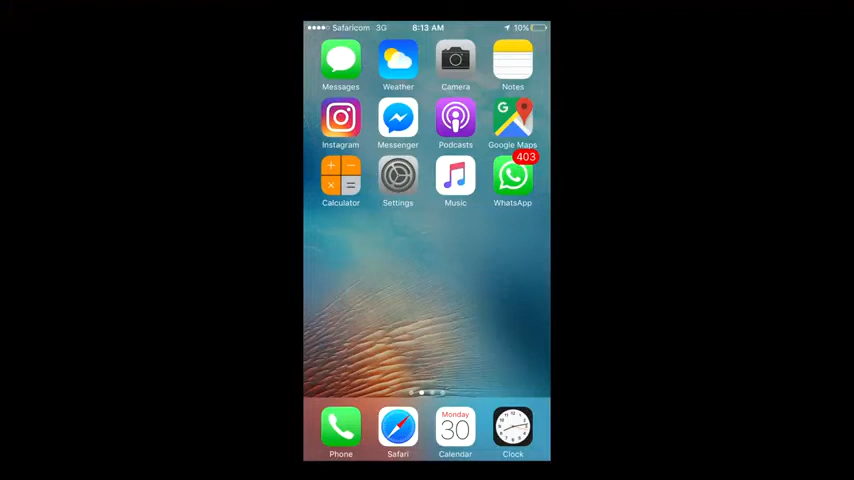 Safaricom 3G 8:13 AM 10%
Messages Weather Camera Notes
G
Instagram Messenger Podcasts Google Maps
403
Calculator Settings Music WhatsApp
Monday
30
Phone Safari Calendar Clock